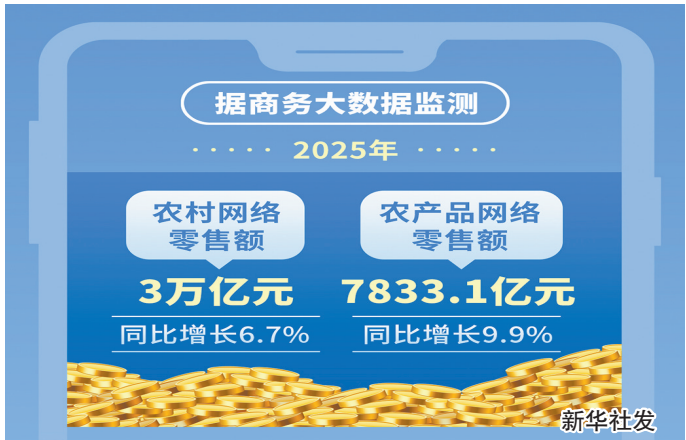 据商务大数据监测
2025年
农村网络
零售额
3万亿元
同比增长6.7%
农产品网络
零售额
7833.1亿元
同比增长9.9%
新华社发